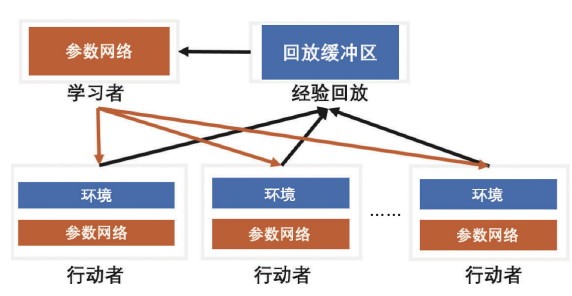 参数网络
回放缓冲区
学习者
经验回放
环境
环境
环境
参数网络
参数网络
……
参数网络
行动者
行动者
行动者